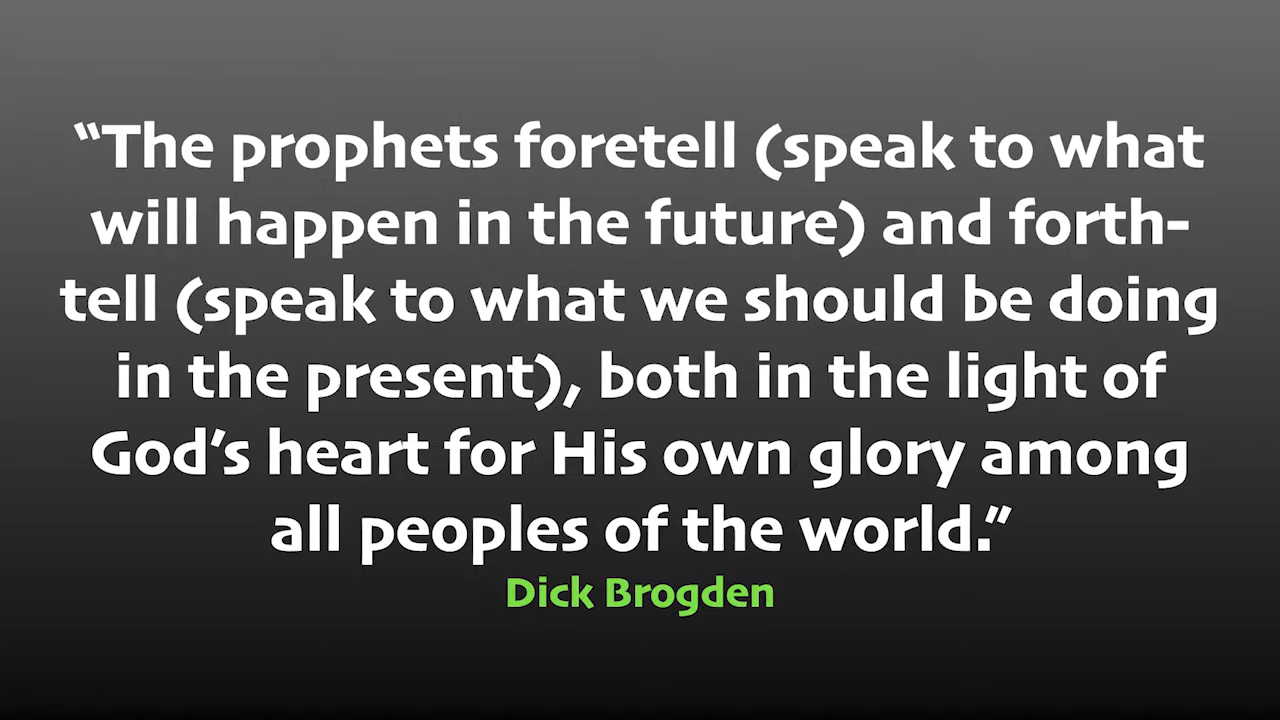 “The prophets foretell (speak to what
will happen in the future) and forth-
tell (speak to what we should be doing
in the present), both in the light of
God’s heart for His own glory among
all peoples of the world.”
Dick Brogden